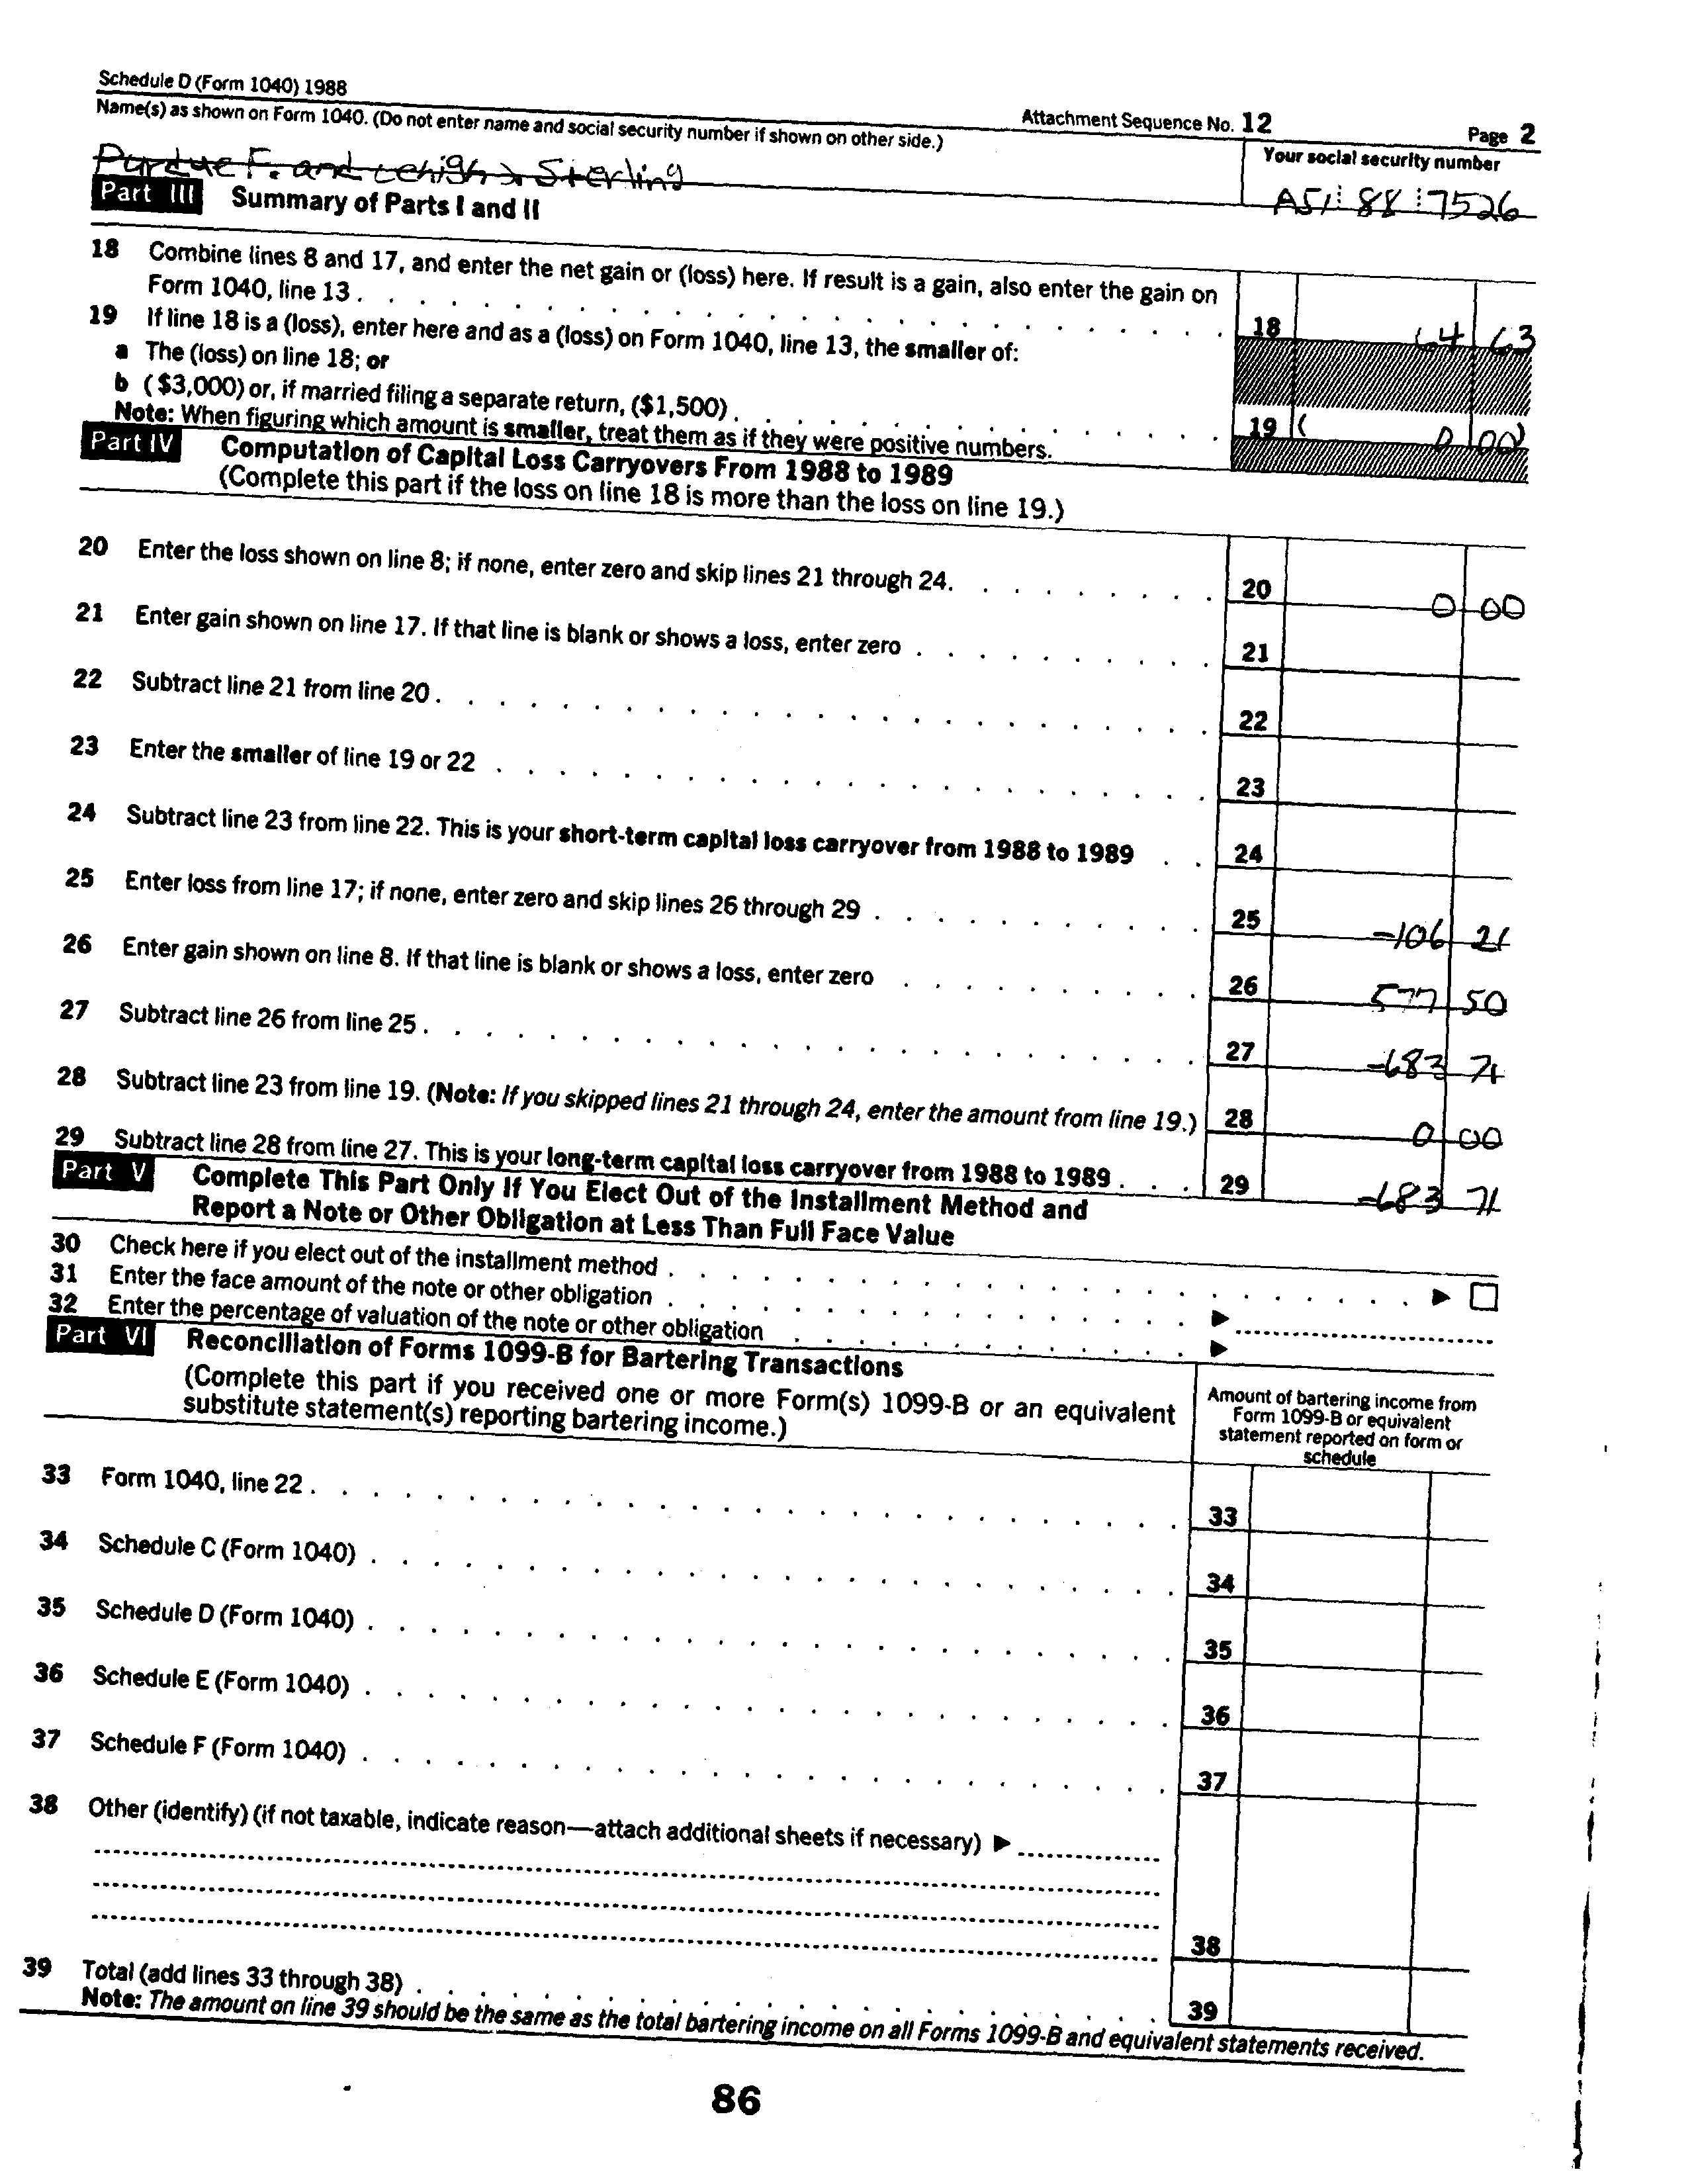 Schedule D (Form 1040) 1988
Attachment Sequence No. 12
Page 2
Name(s) as shown on Form 1040. (Do not enter name and social security number if shown on other side.)
Your social security number
Purdue F. and Leigh J. Sterling
A51 88 7526
Part III Summary of Parts I and II
18 Combine lines 8 and 17, and enter the net gain or (loss) here. If result is a gain, also enter the gain on
Form 1040, line 13 . . . . . . . . . . . . . . . . . . . . . . . . . . . 18
19 If line 18 is a (loss), enter here and as a (loss) on Form 1040, line 13, the smaller of:
a The (loss) on line 18; or
b ($3,000) or, if married filing a separate return, ($1,500) . . . . . . . . . . . . . . . 19 ( 0 00)
Note: When figuring which amount is smaller, treat them as if they were positive numbers.
Part IV Computation of Capital Loss Carryovers From 1988 to 1989
(Complete this part if the loss on line 18 is more than the loss on line 19.)
20 Enter the loss shown on line 8; if none, enter zero and skip lines 21 through 24. . . . . . . . . 20 0 00
21 Enter gain shown on line 17. If that line is blank or shows a loss, enter zero . . . . . . . . . . 21
22 Subtract line 21 from line 20 . . . . . . . . . . . . . . . . . . . . . . . . . 22
23 Enter the smaller of line 19 or 22 . . . . . . . . . . . . . . . . . . . . . . . 23
24 Subtract line 23 from line 22. This is your short-term capital loss carryover from 1988 to 1989 . . 24
25 Enter loss from line 17; if none, enter zero and skip lines 26 through 29 . . . . . . . . . . . 25 -106 21
26 Enter gain shown on line 8. If that line is blank or shows a loss, enter zero . . . . . . . . . . 26 577 50
27 Subtract line 26 from line 25 . . . . . . . . . . . . . . . . . . . . . . . . . 27 -683 71
28 Subtract line 23 from line 19. (Note: If you skipped lines 21 through 24, enter the amount from line 19.) 28 0 00
29 Subtract line 28 from line 27. This is your long-term capital loss carryover from 1988 to 1989 . . . 29 -683 71
Part V Complete This Part Only If You Elect Out of the Installment Method and
Report a Note or Other Obligation at Less Than Full Face Value
30 Check here if you elect out of the installment method . . . . . . . . . . . . . . . . . . . . . . . . ▶ □
31 Enter the face amount of the note or other obligation . . . . . . . . . . . . . . . . . ▶
32 Enter the percentage of valuation of the note or other obligation . . . . . . . . . . . . . ▶
Part VI Reconciliation of Forms 1099-B for Bartering Transactions
(Complete this part if you received one or more Form(s) 1099-B or an equivalent
substitute statement(s) reporting bartering income.)
Amount of bartering income from
Form 1099-B or equivalent
statement reported on form or
schedule
33 Form 1040, line 22 . . . . . . . . . . . . . . . . . . . . . . . . . . . . 33
34 Schedule C (Form 1040) . . . . . . . . . . . . . . . . . . . . . . . . . . 34
35 Schedule D (Form 1040) . . . . . . . . . . . . . . . . . . . . . . . . . . 35
36 Schedule E (Form 1040) . . . . . . . . . . . . . . . . . . . . . . . . . . 36
37 Schedule F (Form 1040) . . . . . . . . . . . . . . . . . . . . . . . . . . 37
38 Other (identify) (if not taxable, indicate reason—attach additional sheets if necessary) ▶
38
39 Total (add lines 33 through 38) . . . . . . . . . . . . . . . . . . . . . . . . 39
Note: The amount on line 39 should be the same as the total bartering income on all Forms 1099-B and equivalent statements received.
86